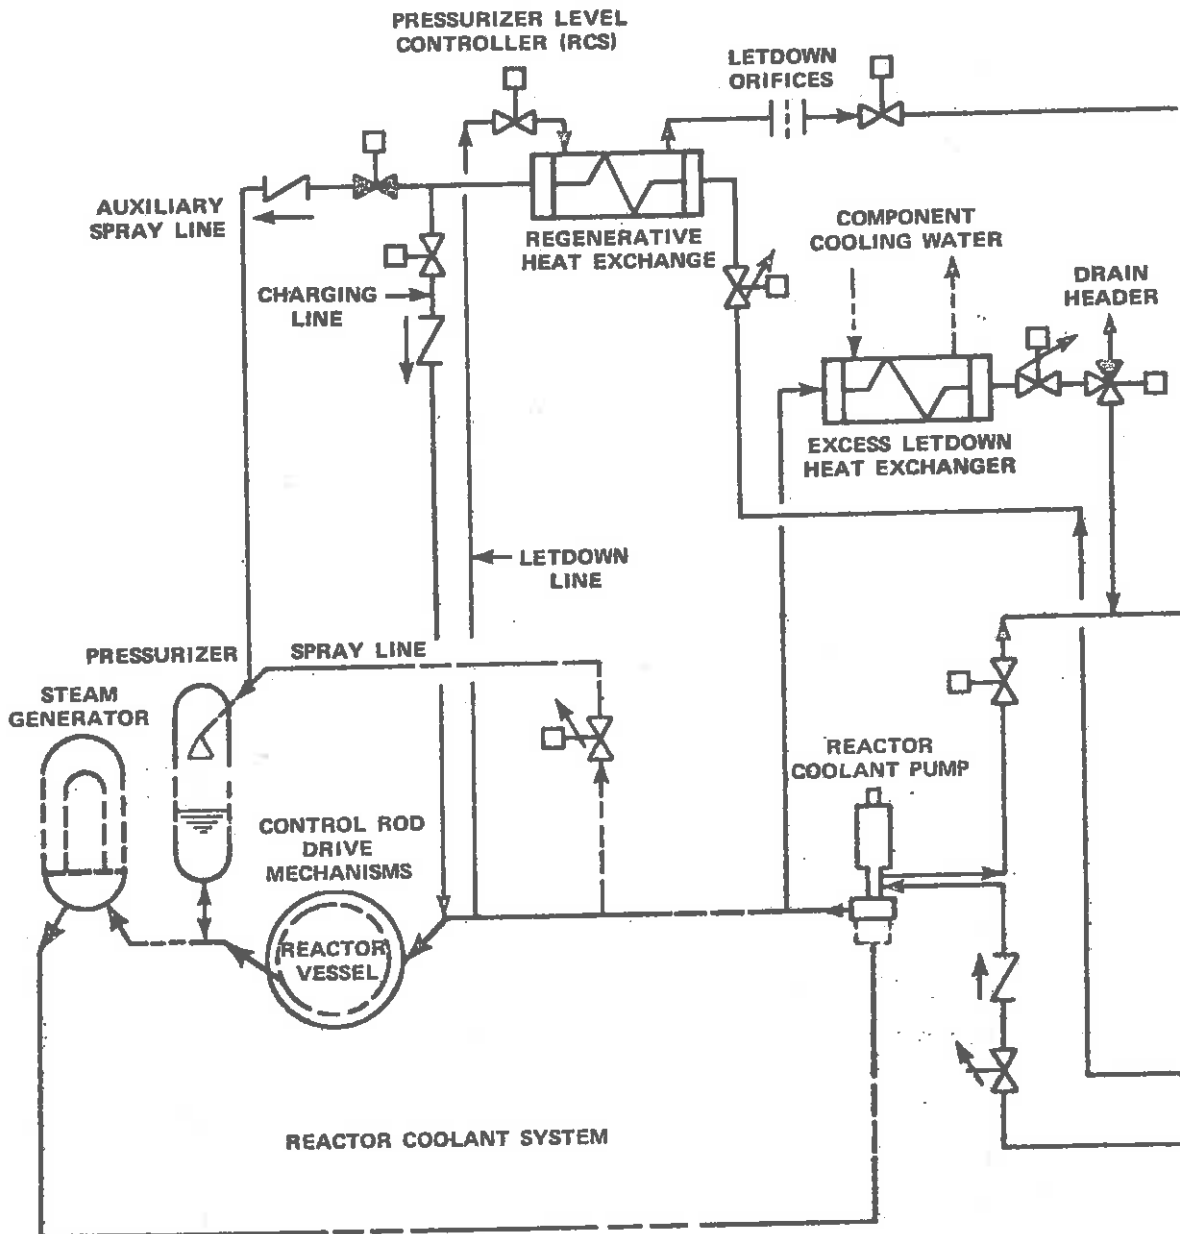 PRESSURIZER LEVEL
CONTROLLER (RCS)
LETDOWN
ORIFICES
AUXILIARY
SPRAY LINE
REGENERATIVE
HEAT EXCHANGE
COMPONENT
COOLING WATER
DRAIN
HEADER
CHARGING
LINE
EXCESS LETDOWN
HEAT EXCHANGER
LETDOWN
LINE
PRESSURIZER
SPRAY LINE
STEAM
GENERATOR
REACTOR
COOLANT PUMP
CONTROL ROD
DRIVE
MECHANISMS
REACTOR
VESSEL
REACTOR COOLANT SYSTEM